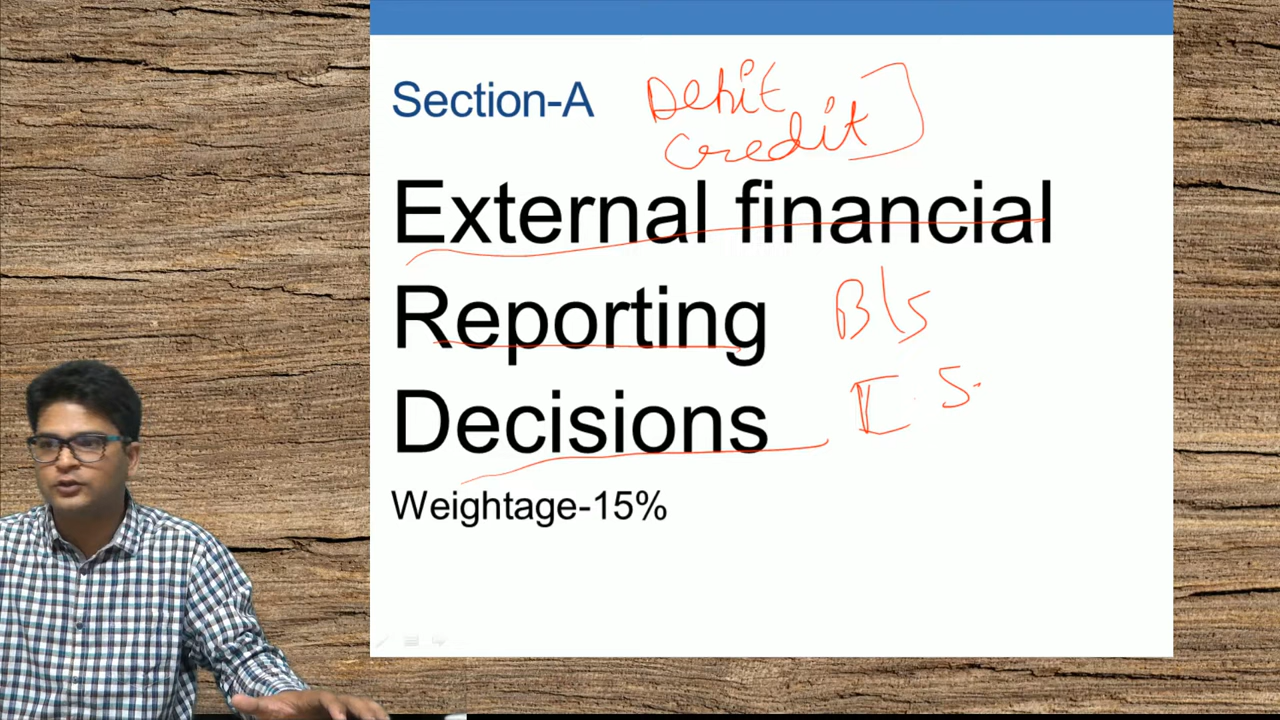 Section-A
Debit
credit
External financial
Reporting
B/s
Decisions
I.S.
Weightage-15%